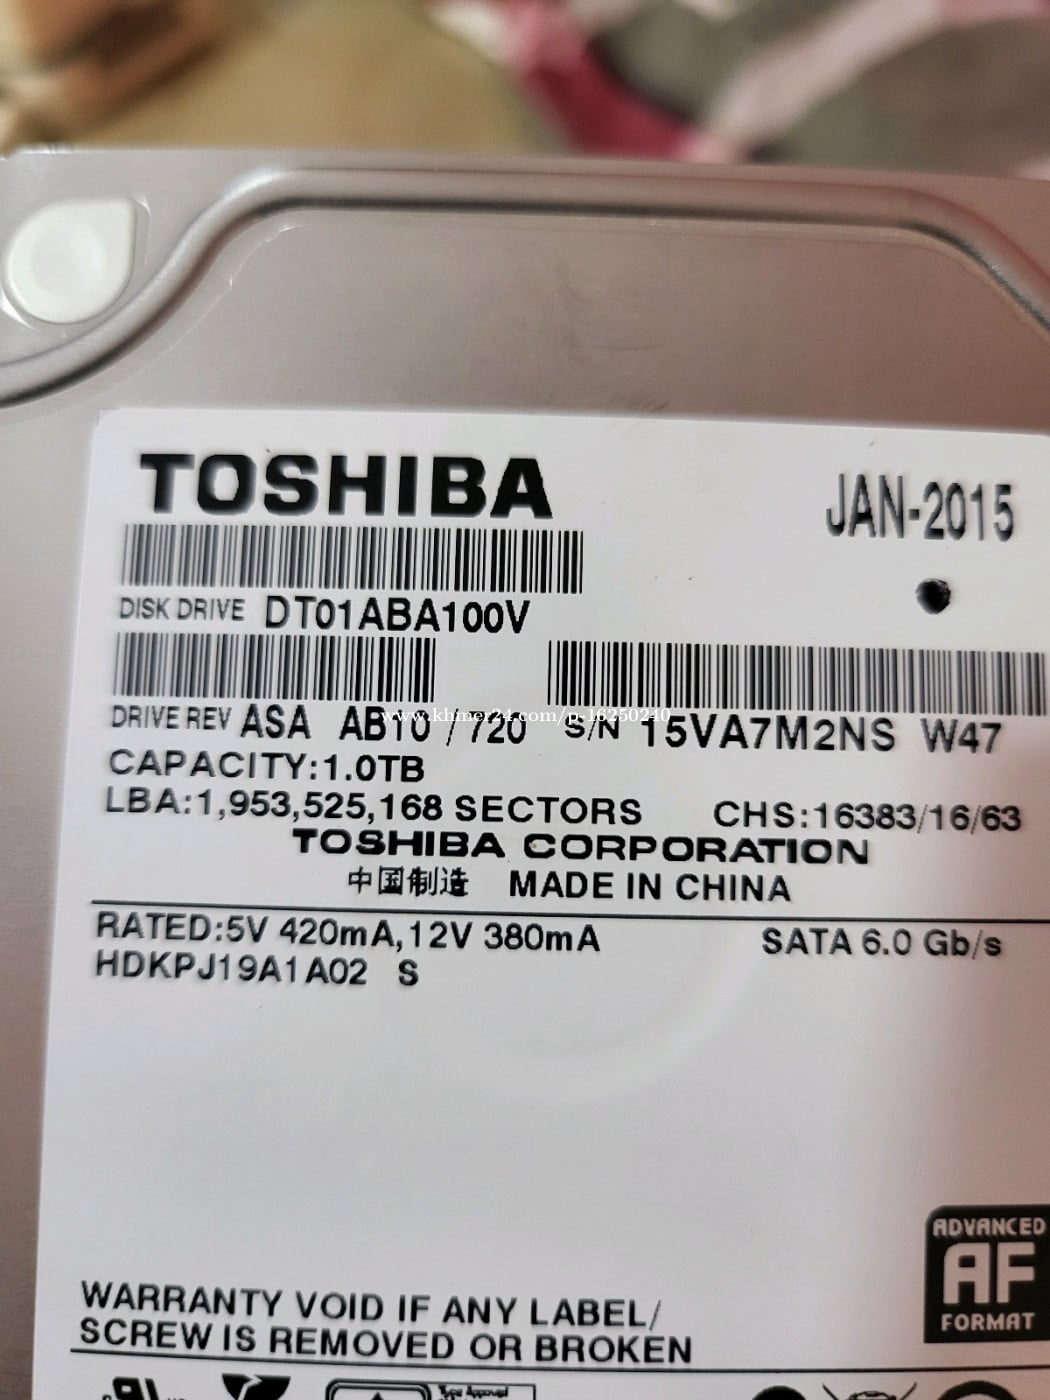 TOSHIBA
JAN-2015
DISK DRIVE DT01ABA100V
DRIVE REV ASA AB10 / 720 S/N 15VA7M2NS W47
www.khmer24.com/p-16250240
CAPACITY:1.0TB
LBA:1,953,525,168 SECTORS CHS:16383/16/63
TOSHIBA CORPORATION
中国制造 MADE IN CHINA
RATED:5V 420mA,12V 380mA SATA 6.0 Gb/s
HDKPJ19A1A02 S
ADVANCED
AF
FORMAT
WARRANTY VOID IF ANY LABEL/
SCREW IS REMOVED OR BROKEN
Type Approved